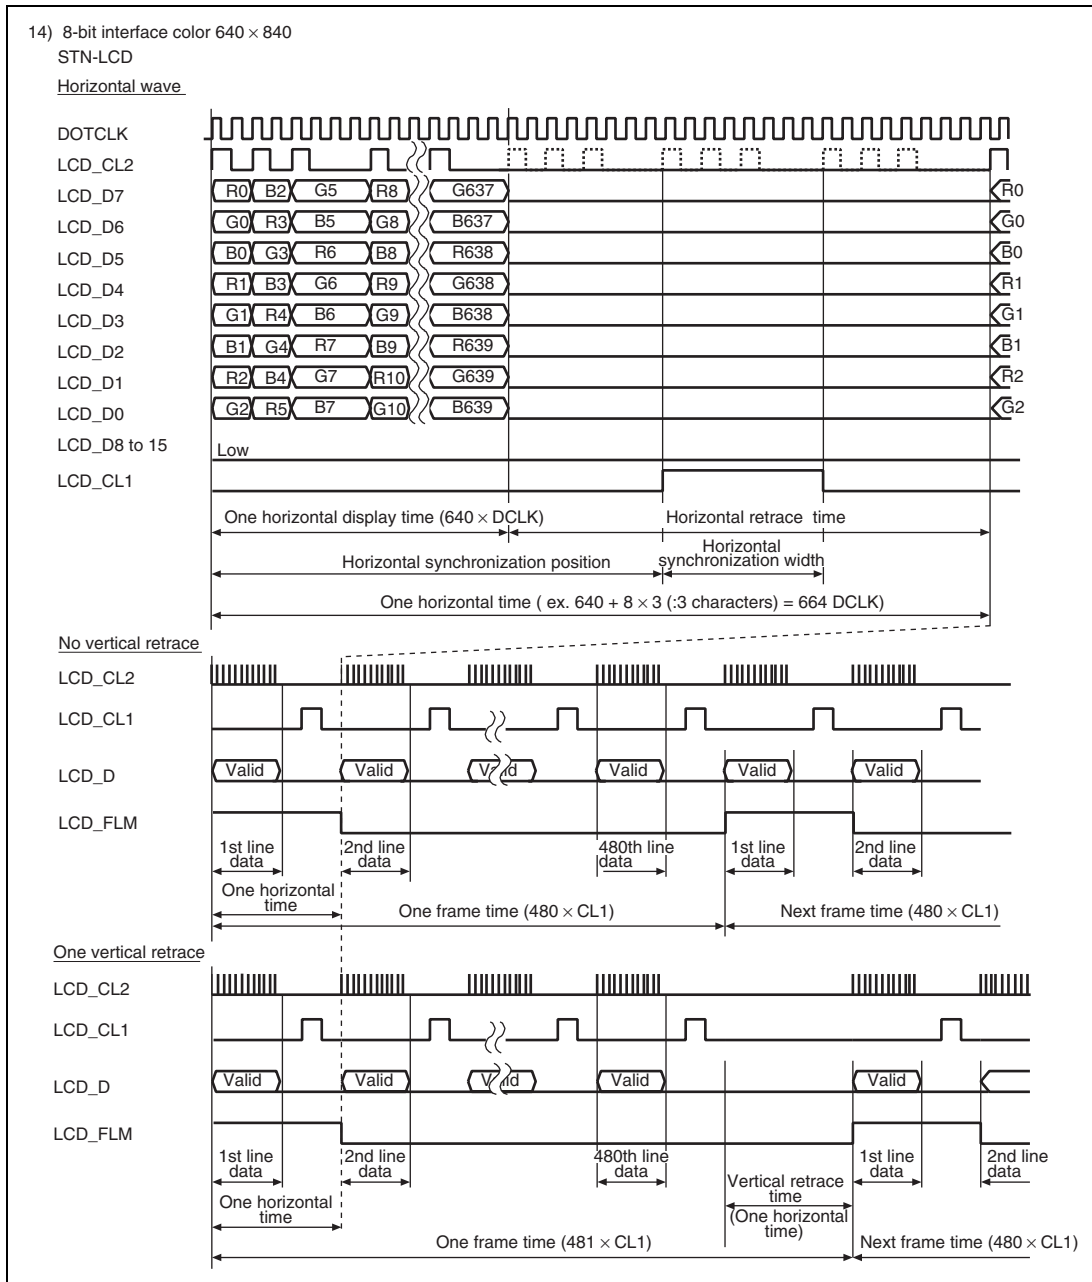 14) 8-bit interface color 640 × 840
STN-LCD
Horizontal wave
DOTCLK
LCD_CL2
LCD_D7 R0 B2 G5 R8 G637 R0
LCD_D6 G0 R3 B5 G8 B637 G0
LCD_D5 B0 G3 R6 B8 R638 B0
LCD_D4 R1 B3 G6 R9 G638 R1
LCD_D3 G1 R4 B6 G9 B638 G1
LCD_D2 B1 G4 R7 B9 R639 B1
LCD_D1 R2 B4 G7 R10 G639 R2
LCD_D0 G2 R5 B7 G10 B639 G2
LCD_D8 to 15 Low
LCD_CL1
One horizontal display time (640 × DCLK) Horizontal retrace time
Horizontal synchronization position Horizontal
synchronization width
One horizontal time ( ex. 640 + 8 × 3 (:3 characters) = 664 DCLK)
No vertical retrace
LCD_CL2
LCD_CL1
LCD_D Valid Valid Valid Valid Valid Valid
LCD_FLM
1st line data 2nd line data 480th line data 1st line data 2nd line data
One horizontal time
One frame time (480 × CL1) Next frame time (480 × CL1)
One vertical retrace
LCD_CL2
LCD_CL1
LCD_D Valid Valid Valid Valid Valid
LCD_FLM
1st line data 2nd line data 480th line data 1st line data 2nd line data
One horizontal time Vertical retrace time (One horizontal time)
One frame time (481 × CL1) Next frame time (480 × CL1)